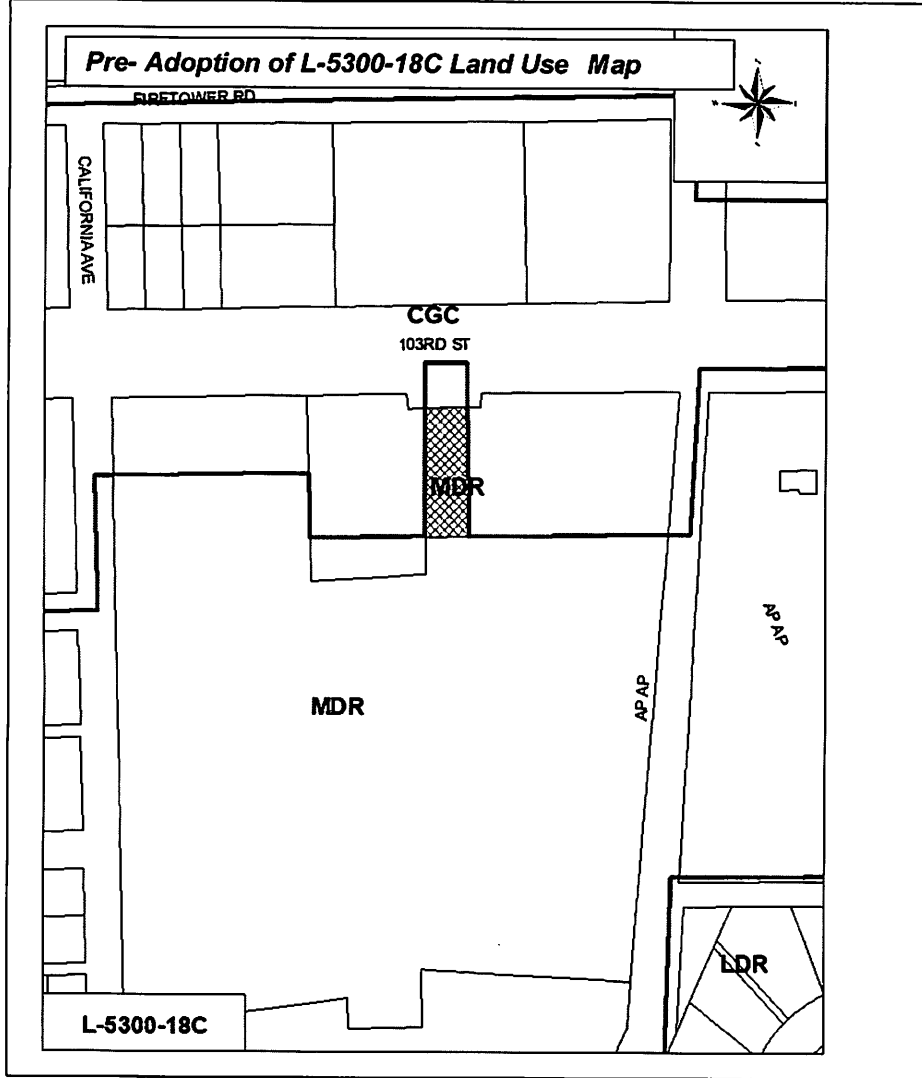 Pre- Adoption of L-5300-18C Land Use Map
FIRETOWER RD
CALIFORNIA AVE
CGC
103RD ST
MDR
AP AP
AP AP
MDR
LDR
L-5300-18C